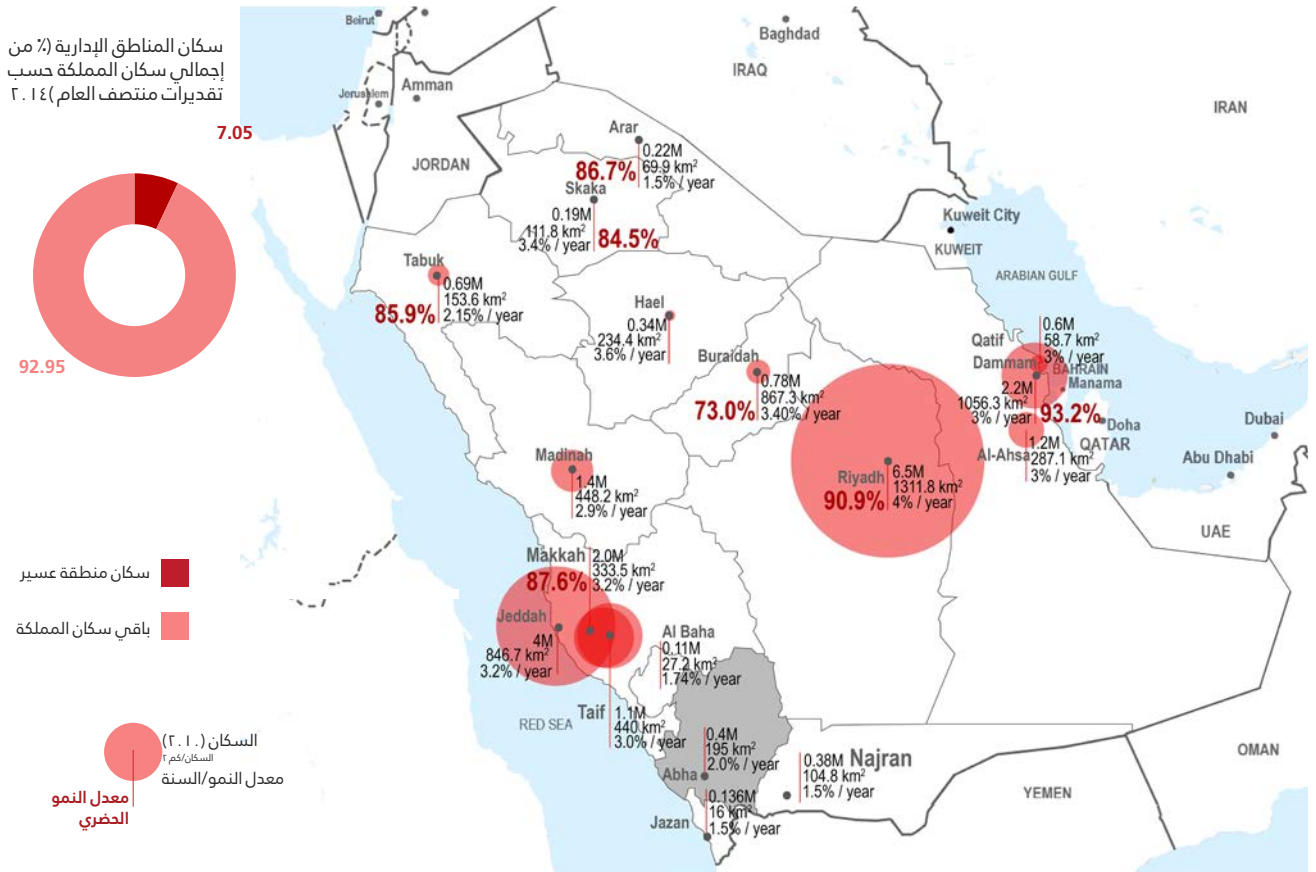 سكان المناطق الإدارية (٪ من
إجمالي سكان المملكة حسب
تقديرات منتصف العام)٢٠١٤
7.05
92.95
سكان منطقة عسير
باقي سكان المملكة
السكان (٢٠١٠)
السكان/كم ٢
معدل النمو/السنة
معدل النمو
الحضري
Beirut
Jerusalem
Amman
JORDAN
Baghdad
IRAQ
IRAN
Arar
0.22M
69.9 km²
1.5% / year
86.7%
Skaka
0.19M
111.8 km²
3.4% / year
84.5%
Kuwait City
KUWEIT
ARABIAN GULF
Tabuk
0.69M
153.6 km²
2.15% / year
85.9%
Hael
0.34M
234.4 km²
3.6% / year
Buraidah
0.78M
867.3 km²
3.40% / year
73.0%
Qatif
0.6M
58.7 km²
3% / year
Dammam
2.2M
1056.3 km²
3% / year
93.2%
BAHRAIN
Manama
Doha
QATAR
Dubai
Abu Dhabi
UAE
Al-Ahsa
1.2M
287.1 km²
3% / year
Madinah
1.4M
448.2 km²
2.9% / year
Riyadh
6.5M
1311.8 km²
4% / year
90.9%
Makkah
2.0M
333.5 km²
3.2% / year
87.6%
Jeddah
4M
846.7 km²
3.2% / year
Al Baha
0.11M
27.2 km²
1.74% / year
Taif
1.1M
440 km²
3.0% / year
RED SEA
0.4M
195 km²
2.0% / year
Abha
0.136M
16 km²
1.5% / year
Jazan
Najran
0.38M
104.8 km²
1.5% / year
YEMEN
OMAN